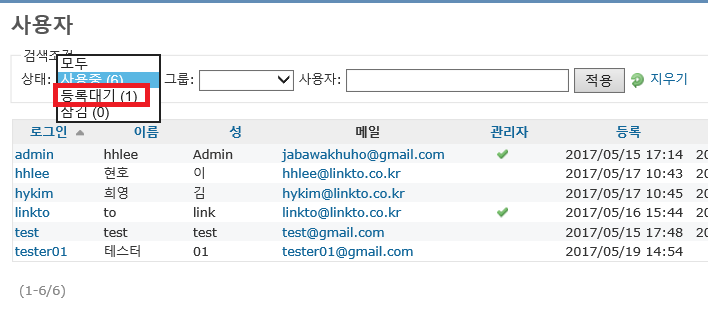 사용자
검색조건
상태: 모두
사용중 (6)
등록대기 (1)
잠김 (0)
그룹: 사용자: 적용 지우기
로그인 이름 성 메일 관리자 등록
admin hhlee Admin jabawakhuho@gmail.com 2017/05/15 17:14 20
hhlee 현호 이 hhlee@linkto.co.kr 2017/05/17 10:43 20
hykim 희영 김 hykim@linkto.co.kr 2017/05/17 10:45 20
linkto to link linkto@linkto.co.kr 2017/05/16 15:44 20
test test test test@gmail.com 2017/05/15 17:48 20
tester01 테스터 01 tester01@gmail.com 2017/05/19 14:54
(1-6/6)